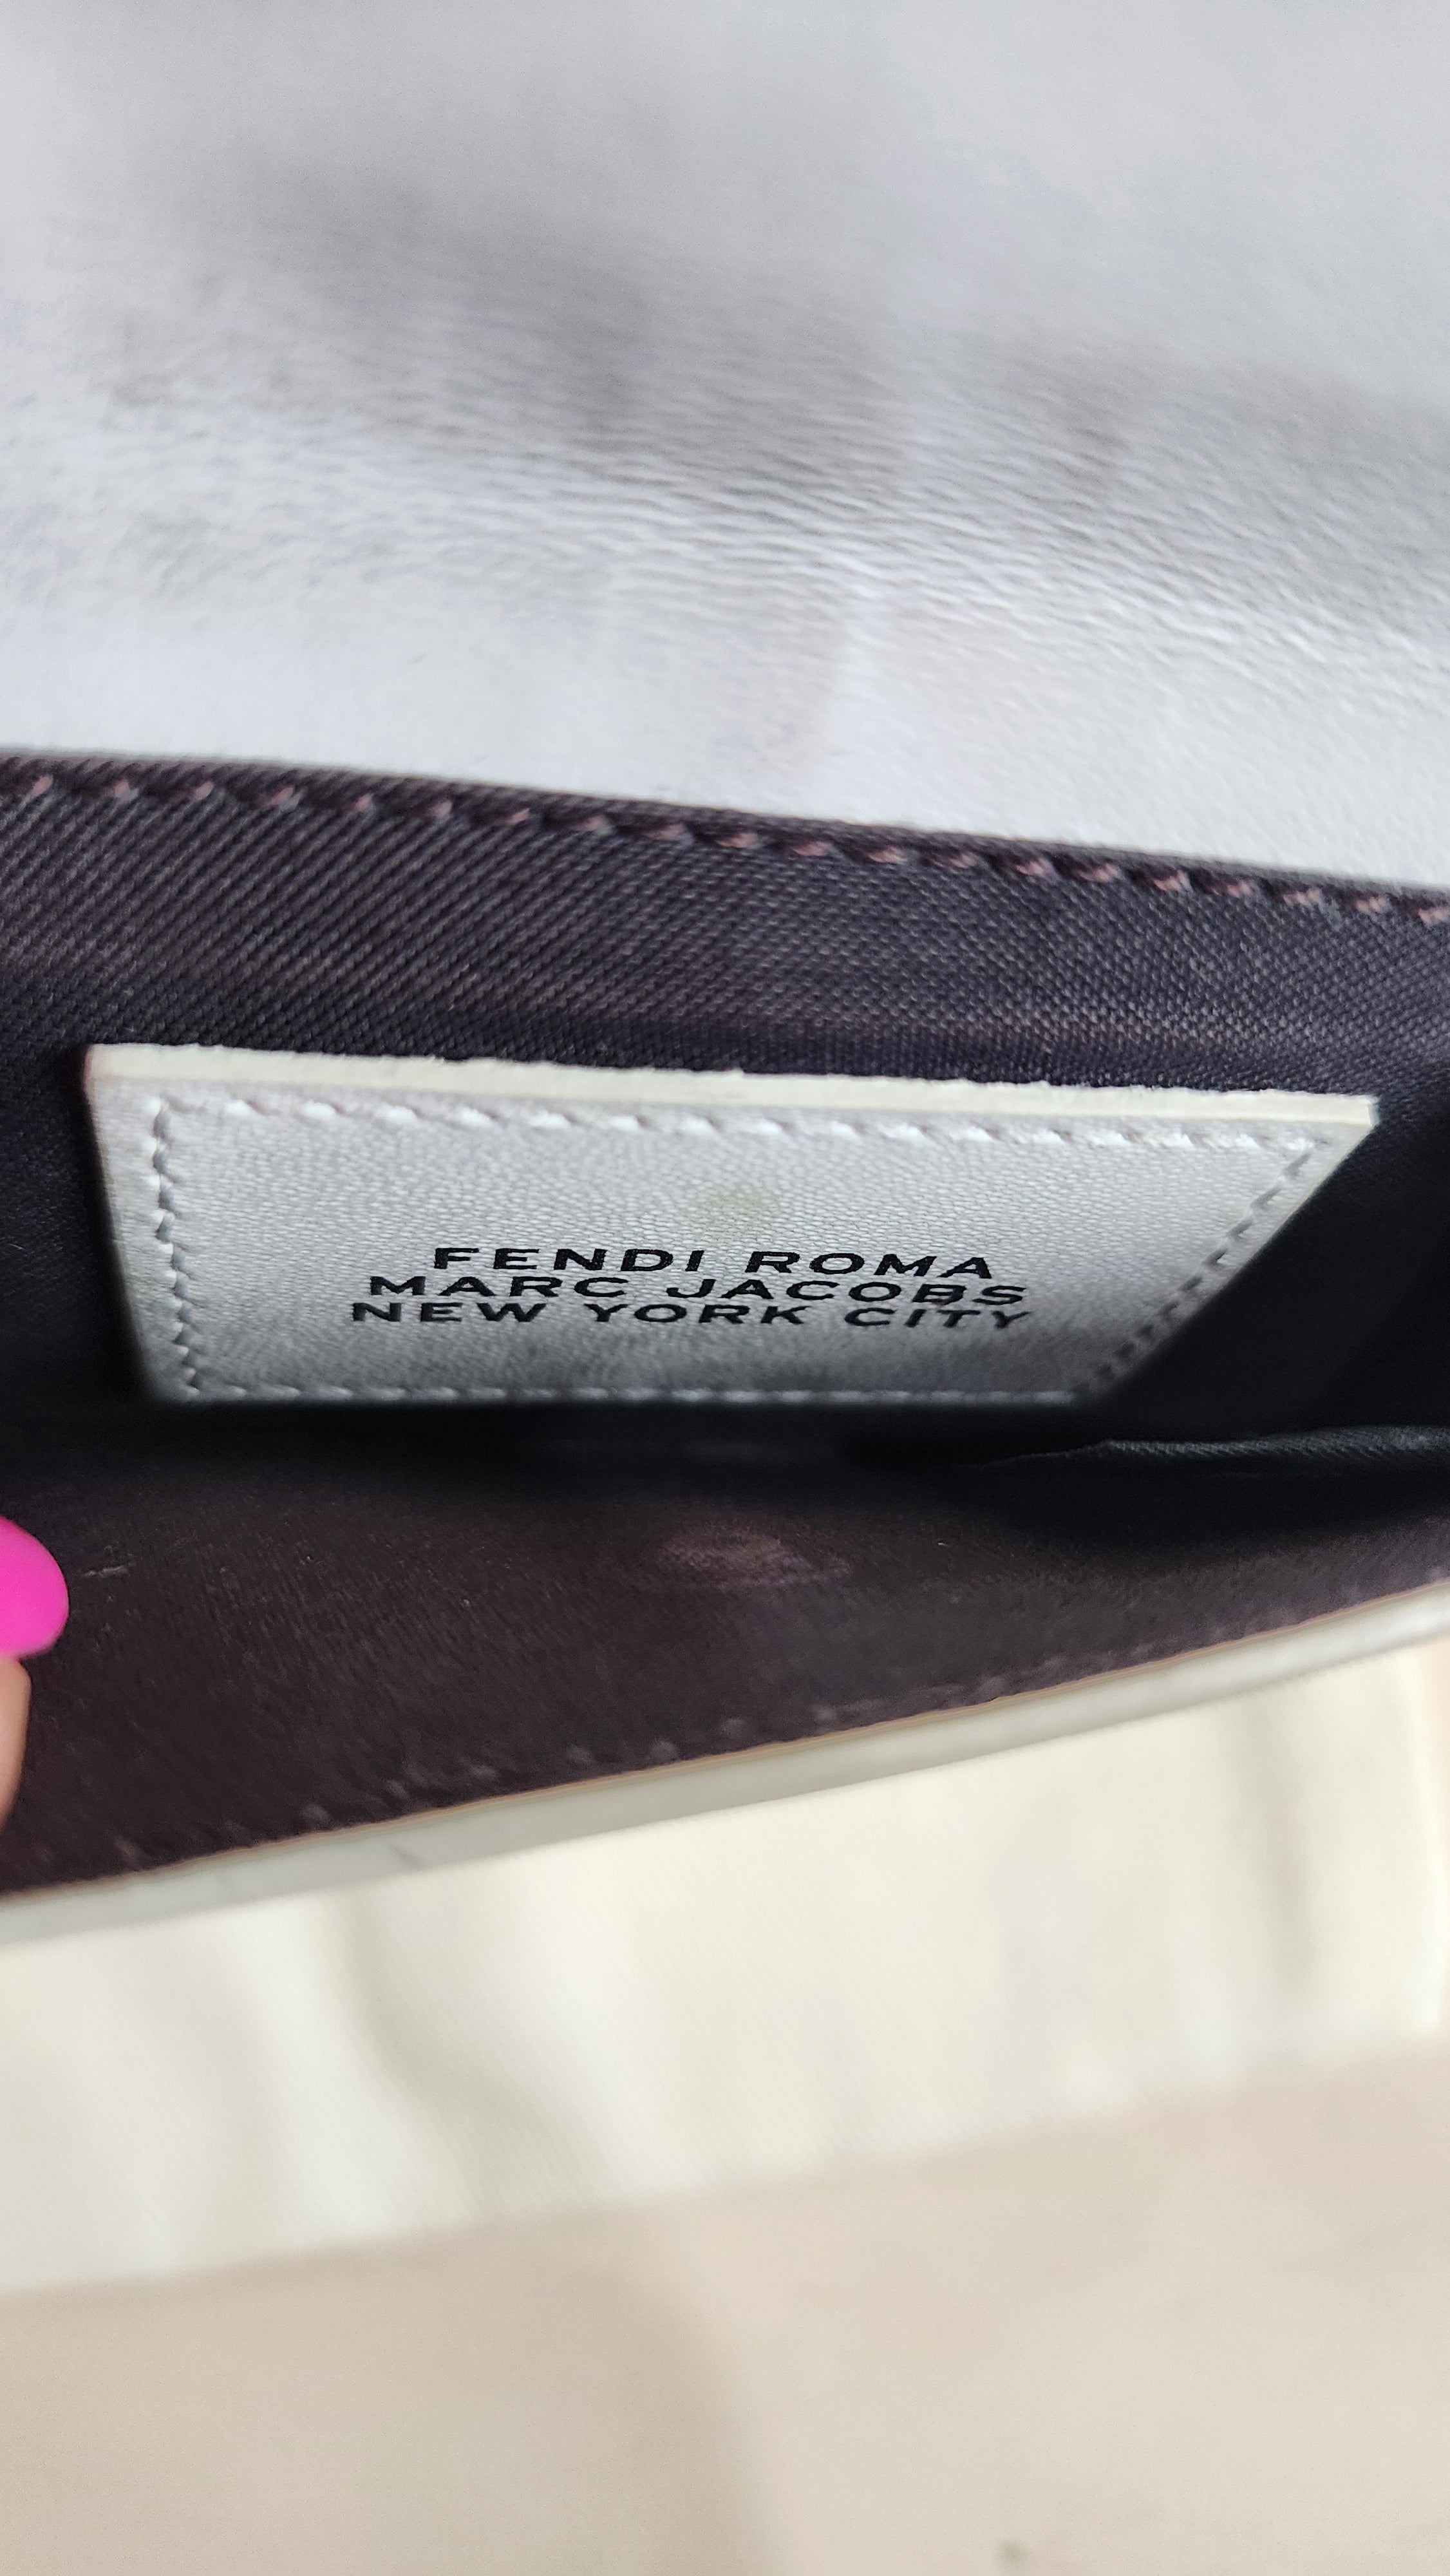 FENDI ROMA
MARC JACOBS
NEW YORK CITY